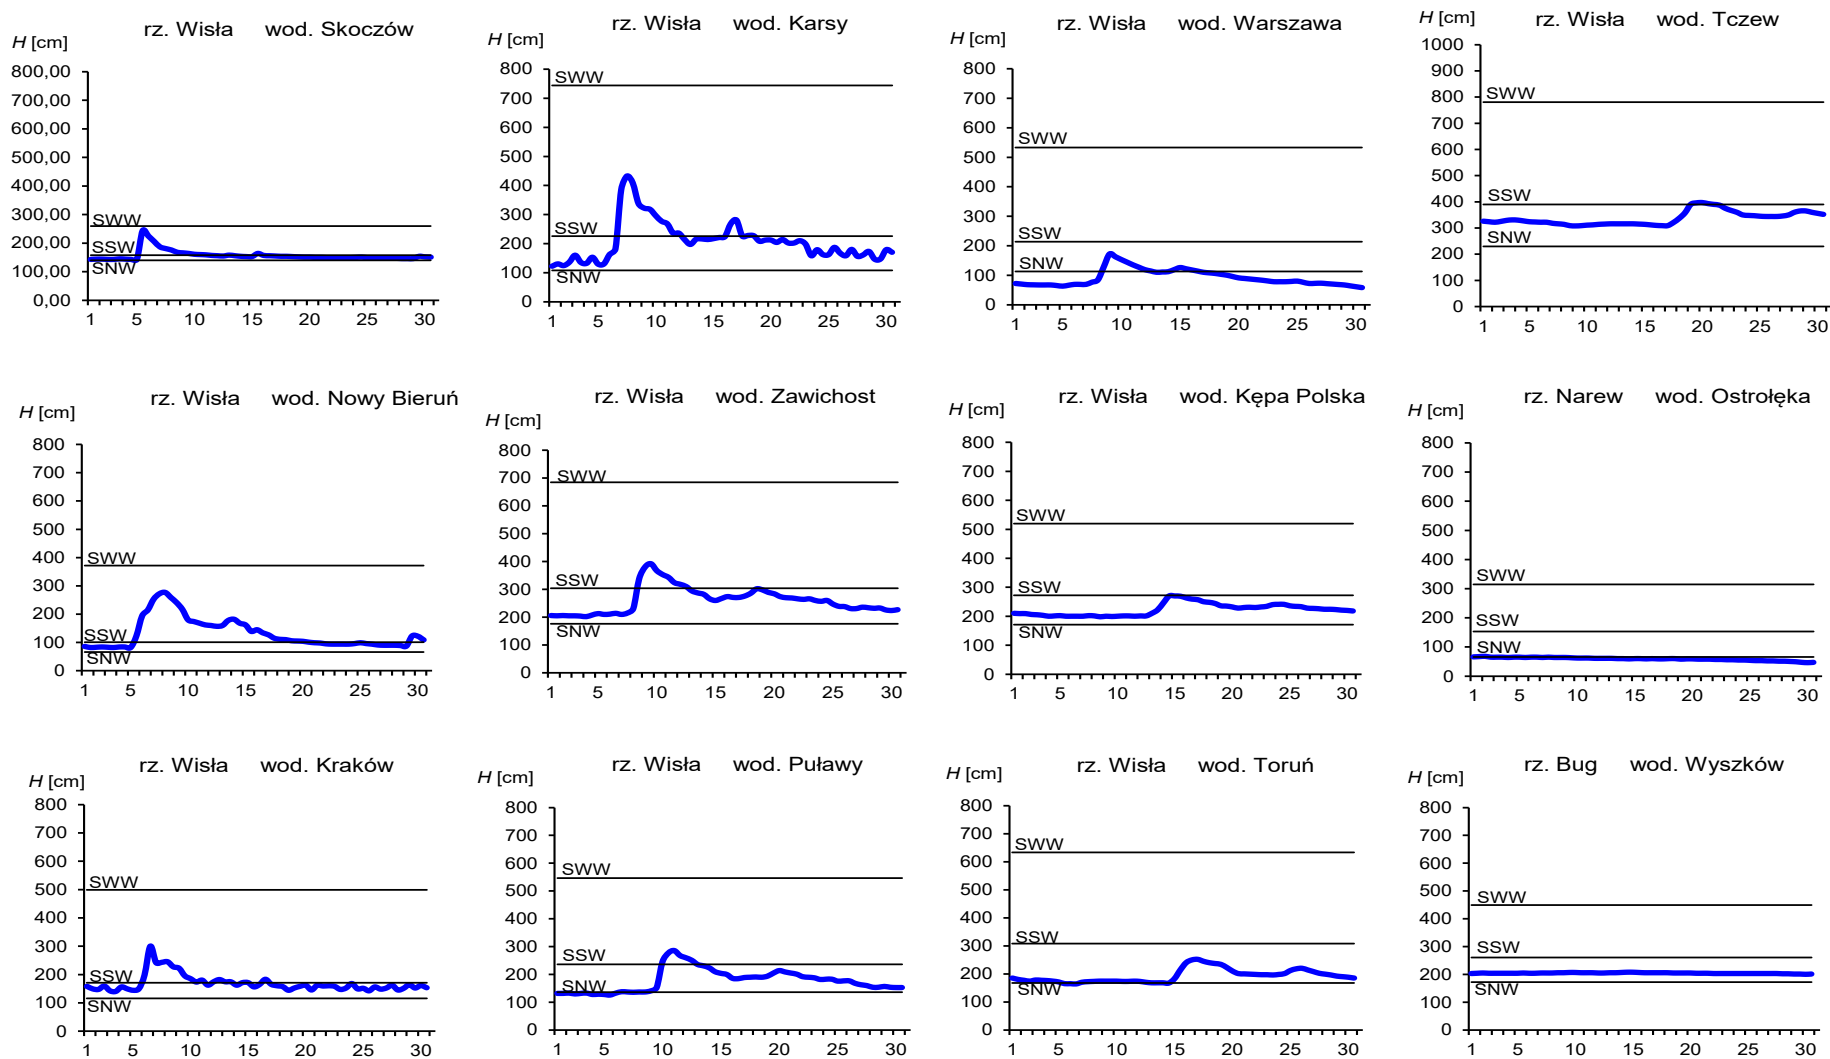 rz. Wisła wod. Skoczów
H [cm]
800,00
700,00
600,00
500,00
400,00
300,00
200,00
100,00
0,00
SWW
SSW
SNW
1 5 10 15 20 25 30
rz. Wisła wod. Karsy
H [cm]
800
700
600
500
400
300
200
100
0
SWW
SSW
SNW
1 5 10 15 20 25 30
rz. Wisła wod. Warszawa
H [cm]
800
700
600
500
400
300
200
100
0
SWW
SSW
SNW
1 5 10 15 20 25 30
rz. Wisła wod. Tczew
H [cm]
1000
900
800
700
600
500
400
300
200
100
0
SWW
SSW
SNW
1 5 10 15 20 25 30
rz. Wisła wod. Nowy Bieruń
H [cm]
800
700
600
500
400
300
200
100
0
SWW
SSW
SNW
1 5 10 15 20 25 30
rz. Wisła wod. Zawichost
H [cm]
800
700
600
500
400
300
200
100
0
SWW
SSW
SNW
1 5 10 15 20 25 30
rz. Wisła wod. Kępa Polska
H [cm]
800
700
600
500
400
300
200
100
0
SWW
SSW
SNW
1 5 10 15 20 25 30
rz. Narew wod. Ostrołęka
H [cm]
800
700
600
500
400
300
200
100
0
SWW
SSW
SNW
1 5 10 15 20 25 30
rz. Wisła wod. Kraków
H [cm]
800
700
600
500
400
300
200
100
0
SWW
SSW
SNW
1 5 10 15 20 25 30
rz. Wisła wod. Puławy
H [cm]
800
700
600
500
400
300
200
100
0
SWW
SSW
SNW
1 5 10 15 20 25 30
rz. Wisła wod. Toruń
H [cm]
800
700
600
500
400
300
200
100
0
SWW
SSW
SNW
1 5 10 15 20 25 30
rz. Bug wod. Wyszków
H [cm]
800
700
600
500
400
300
200
100
0
SWW
SSW
SNW
1 5 10 15 20 25 30